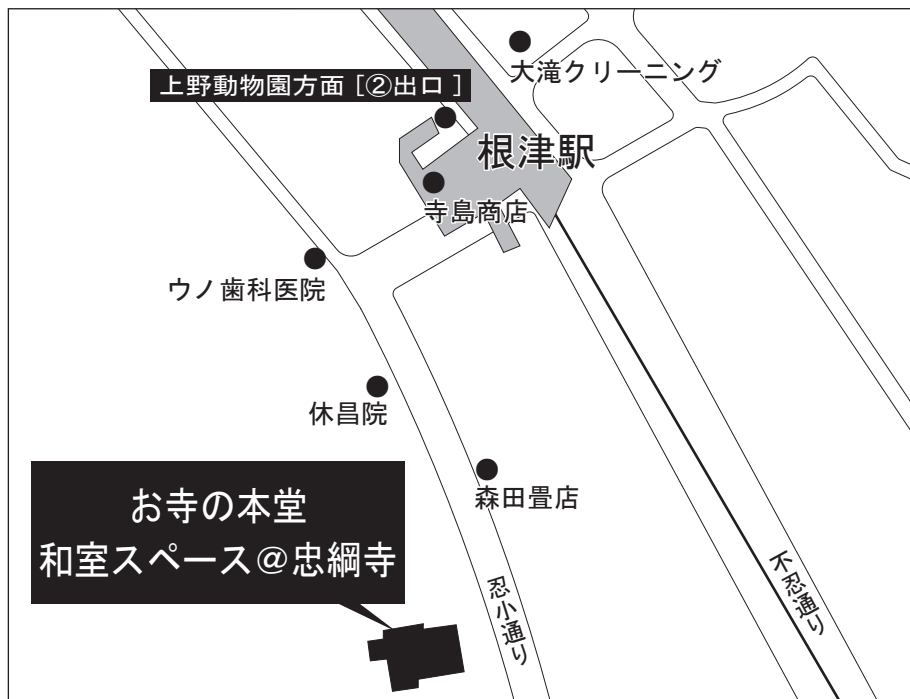 大滝クリーニング
上野動物園方面［②出口］
根津駅
寺島商店
ウノ歯科医院
休昌院
森田畳店
お寺の本堂
和室スペース＠忠綱寺
忍小通り
不忍通り